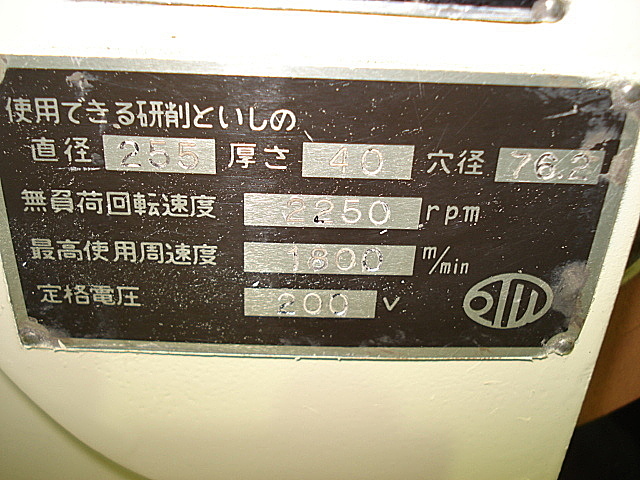 使用できる研削といしの
直径 255 厚さ 40 穴径 76.2
無負荷回転速度 2250 rpm
最高使用周速度 1800 m/min
定格電圧 200 V